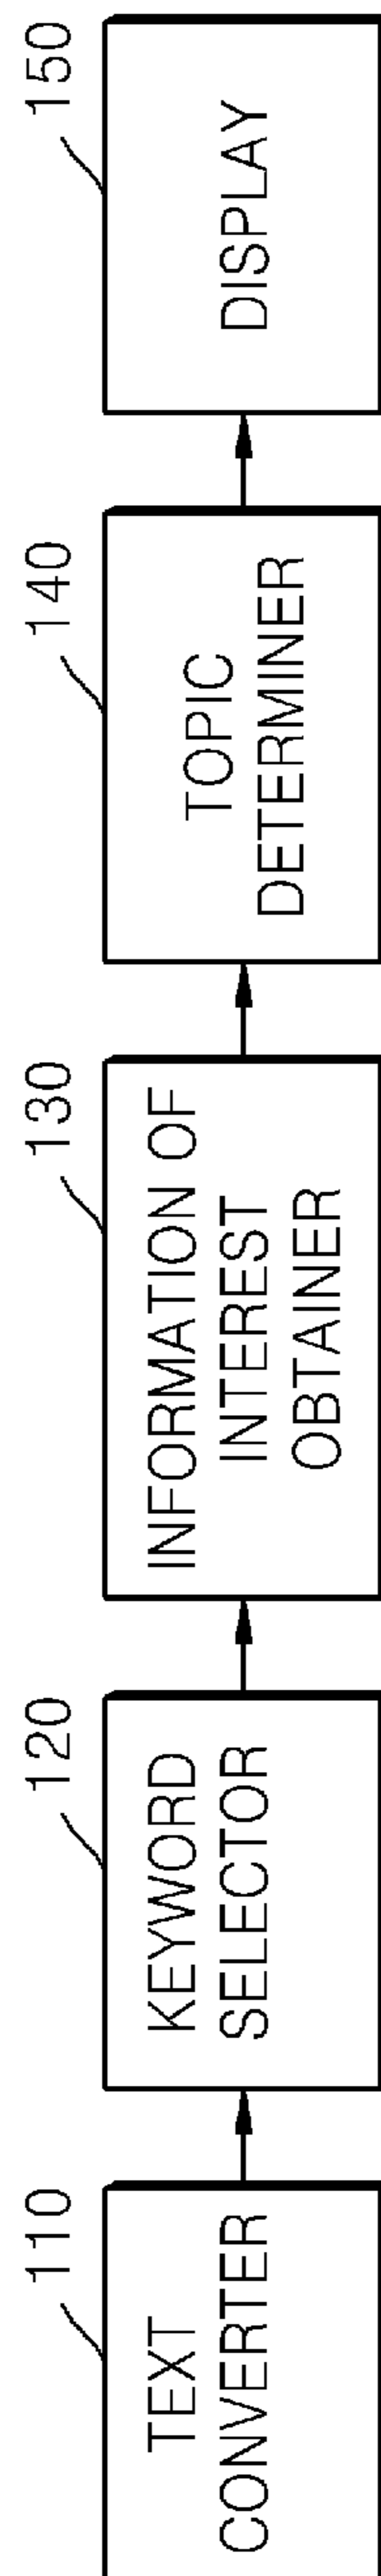 110
TEXT
CONVERTER
120
KEYWORD
SELECTOR
130
INFORMATION OF
INTEREST
OBTAINER
140
TOPIC
DETERMINER
150
DISPLAY